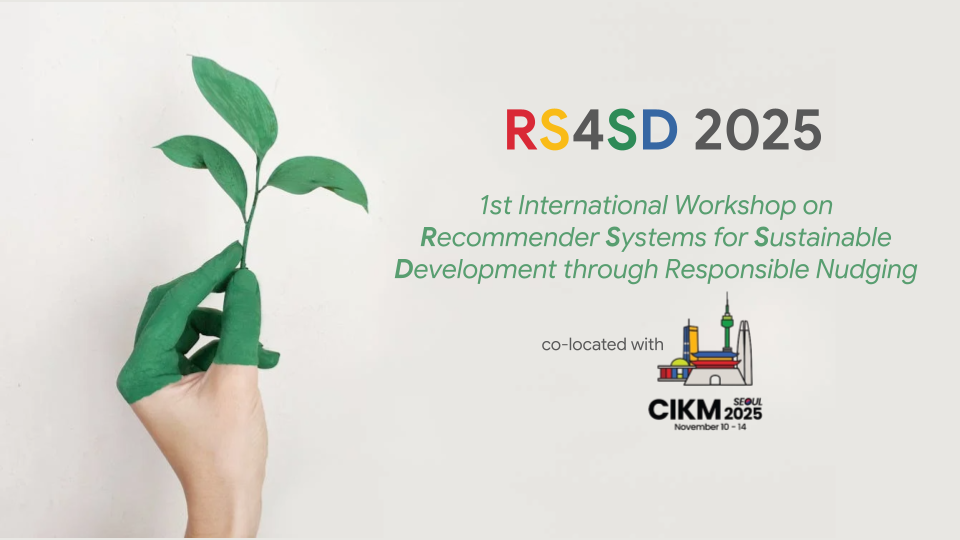 RS4SD 2025
1st International Workshop on
Recommender Systems for Sustainable
Development through Responsible Nudging
co-located with
CIKM SEOUL 2025
November 10 - 14